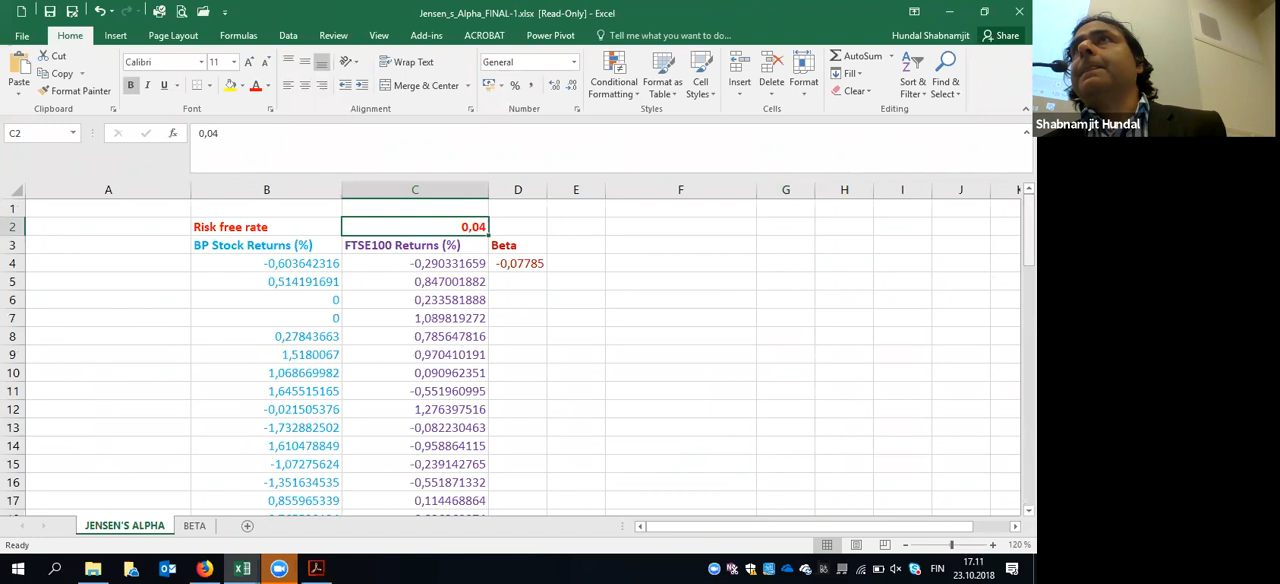 Jensen_s_Alpha_FINAL-1.xlsx [Read-Only] - Excel
File Home Insert Page Layout Formulas Data Review View Add-ins ACROBAT Power Pivot Tell me what you want to do... Hundal Shabnamjit Share
Paste
Cut
Copy
Format Painter
Clipboard
Calibri 11
B I U
Font
Wrap Text
Merge & Center
Alignment
General
Number
Conditional Formatting
Format as Table
Cell Styles
Styles
Insert Delete Format
Cells
AutoSum
Fill
Clear
Sort & Filter
Find & Select
Editing
Shabnamjit Hundal
C2 fx 0,04
A B C D E F G H I J K
1
2 Risk free rate 0,04
3 BP Stock Returns (%) FTSE100 Returns (%) Beta
4 -0,603642316 -0,290331659 -0,07785
5 0,514191691 0,847001882
6 0 0,233581888
7 0 1,089819272
8 0,27843663 0,785647816
9 1,5180067 0,970410191
10 1,068669982 0,090962351
11 1,645515165 -0,551960995
12 -0,021505376 1,276397516
13 -1,732882502 -0,082230463
14 1,610478849 -0,958864115
15 -1,07275624 -0,239142765
16 -1,351634535 -0,551871332
17 0,855965339 0,114468864
JENSEN'S ALPHA BETA
Ready 120 %
FIN 17.11
23.10.2018